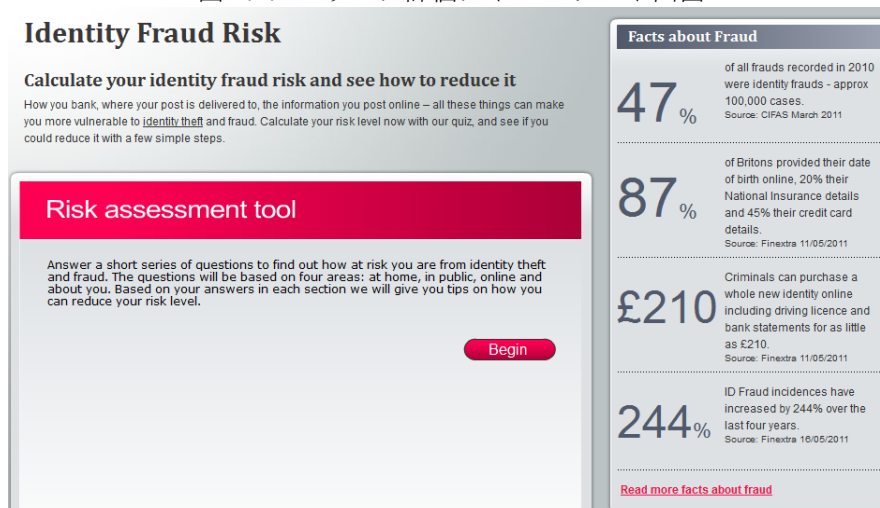 Identity Fraud Risk
Calculate your identity fraud risk and see how to reduce it
How you bank, where your post is delivered to, the information you post online – all these things can make
you more vulnerable to identity theft and fraud. Calculate your risk level now with our quiz, and see if you
could reduce it with a few simple steps.
Risk assessment tool
Answer a short series of questions to find out how at risk you are from identity theft
and fraud. The questions will be based on four areas: at home, in public, online and
about you. Based on your answers in each section we will give you tips on how you
can reduce your risk level.
Begin
Facts about Fraud
47%
of all frauds recorded in 2010
were identity frauds - approx
100,000 cases.
Source: CIFAS March 2011
87%
of Britons provided their date
of birth online, 20% their
National Insurance details
and 45% their credit card
details.
Source: Finextra 11/05/2011
£210
Criminals can purchase a
whole new identity online
including driving licence and
bank statements for as little
as £210.
Source: Finextra 11/05/2011
244%
ID Fraud incidences have
increased by 244% over the
last four years.
Source: Finextra 16/05/2011
Read more facts about fraud